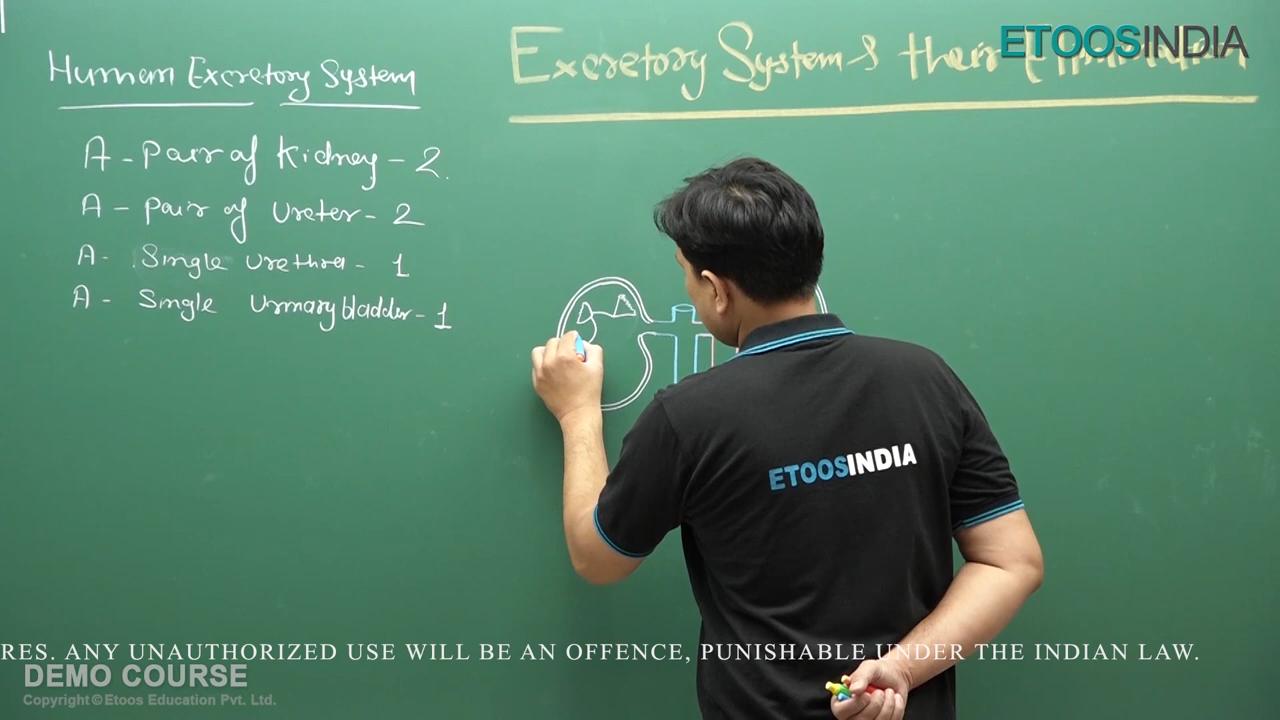 ETOOSINDIA
Excretory System & their
Human Excretory System
A - Pair of Kidney - 2.
A - Pair of Ureter - 2
A - Single Urethra - 1
A - Single Urinary bladder - 1
ETOOSINDIA
RES. ANY UNAUTHORIZED USE WILL BE AN OFFENCE, PUNISHABLE UNDER THE INDIAN LAW.
DEMO COURSE
Copyright © Etoos Education Pvt. Ltd.